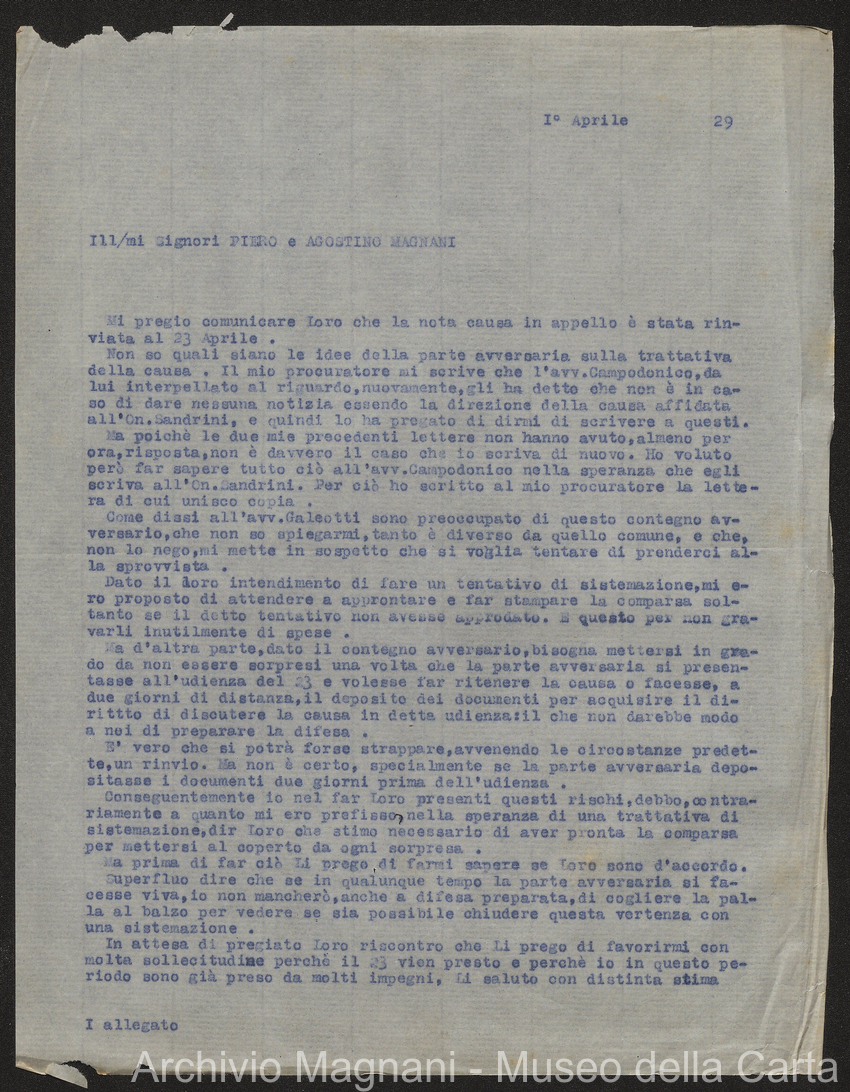 I° Aprile 29
Ill/mi Signori PIERO e AGOSTINO MAGNANI
Mi pregio comunicare Loro che la nota causa in appello è stata rin-
viata al 23 Aprile .
Non so quali siano le idee della parte avversaria sulla trattativa
della causa . Il mio procuratore mi scrive che l'avv.Campodonico,da
lui interpellato al riguardo,nuovamente,gli ha detto che non è in ca-
so di dare nessuna notizia essendo la direzione della causa affidata
all'On.Sandrini, e quindi lo ha pregato di dirmi di scrivere a questi.
Ma poichè le due mie precedenti lettere non hanno avuto,almeno per
ora,risposta,non è davvero il caso che io scriva di nuovo. Ho voluto
però far sapere tutto ciò all'avv.Campodonico nella speranza che egli
scriva all'On.Sandrini. Per ciò ho scritto al mio procuratore la lette-
ra di cui unisco copia .
Come dissi all'avv.Galeotti sono preoccupato di questo contegno av-
versario,che non so spiegarmi,tanto è diverso da quello comune, e che,
non lo nego,mi mette in sospetto che si voglia tentare di prenderci al-
la sprovvista .
Dato il Loro intendimento di fare un tentativo di sistemazione,mi e-
ro proposto di attendere a approntare e far stampare la comparsa sol-
tanto se il detto tentativo non avesse approdato. E questo per non gra-
varli inutilmente di spese .
Ma d'altra parte,dato il contegno avversario,bisogna mettersi in gra-
do da non essere sorpresi una volta che la parte avversaria si presen-
tasse all'udienza del 23 e volesse far ritenere la causa o facesse, a
due giorni di distanza,il deposito dei documenti per acquisire il di-
rittto di discutere la causa in detta udienza:il che non darebbe modo
a noi di preparare la difesa .
E' vero che si potrà forse strappare,avvenendo le circostanze predet-
te,un rinvio. Ma non è certo, specialmente se la parte avversaria depo-
sitasse i documenti due giorni prima dell'udienza .
Conseguentemente io nel far Loro presenti questi rischi,debbo,contra-
riamente a quanto mi ero prefisso,nella speranza di una trattativa di
sistemazione,dir Loro che stimo necessario di aver pronta la comparsa
per mettersi al coperto da ogni sorpresa .
Ma prima di far ciò Li prego di farmi sapere se Loro sono d'accordo.
Superfluo dire che se in qualunque tempo la parte avversaria si fa-
cesse viva,io non mancherò,anche a difesa preparata,di cogliere la pal-
la al balzo per vedere se sia possibile chiudere questa vertenza con
una sistemazione .
In attesa di pregiato Loro riscontro che Li prego di favorirmi con
molta sollecitudine perchè il 23 vien presto e perchè io in questo pe-
riodo sono già preso da molti impegni, Li saluto con distinta stima
I allegato
Archivio Magnani - Museo della Carta